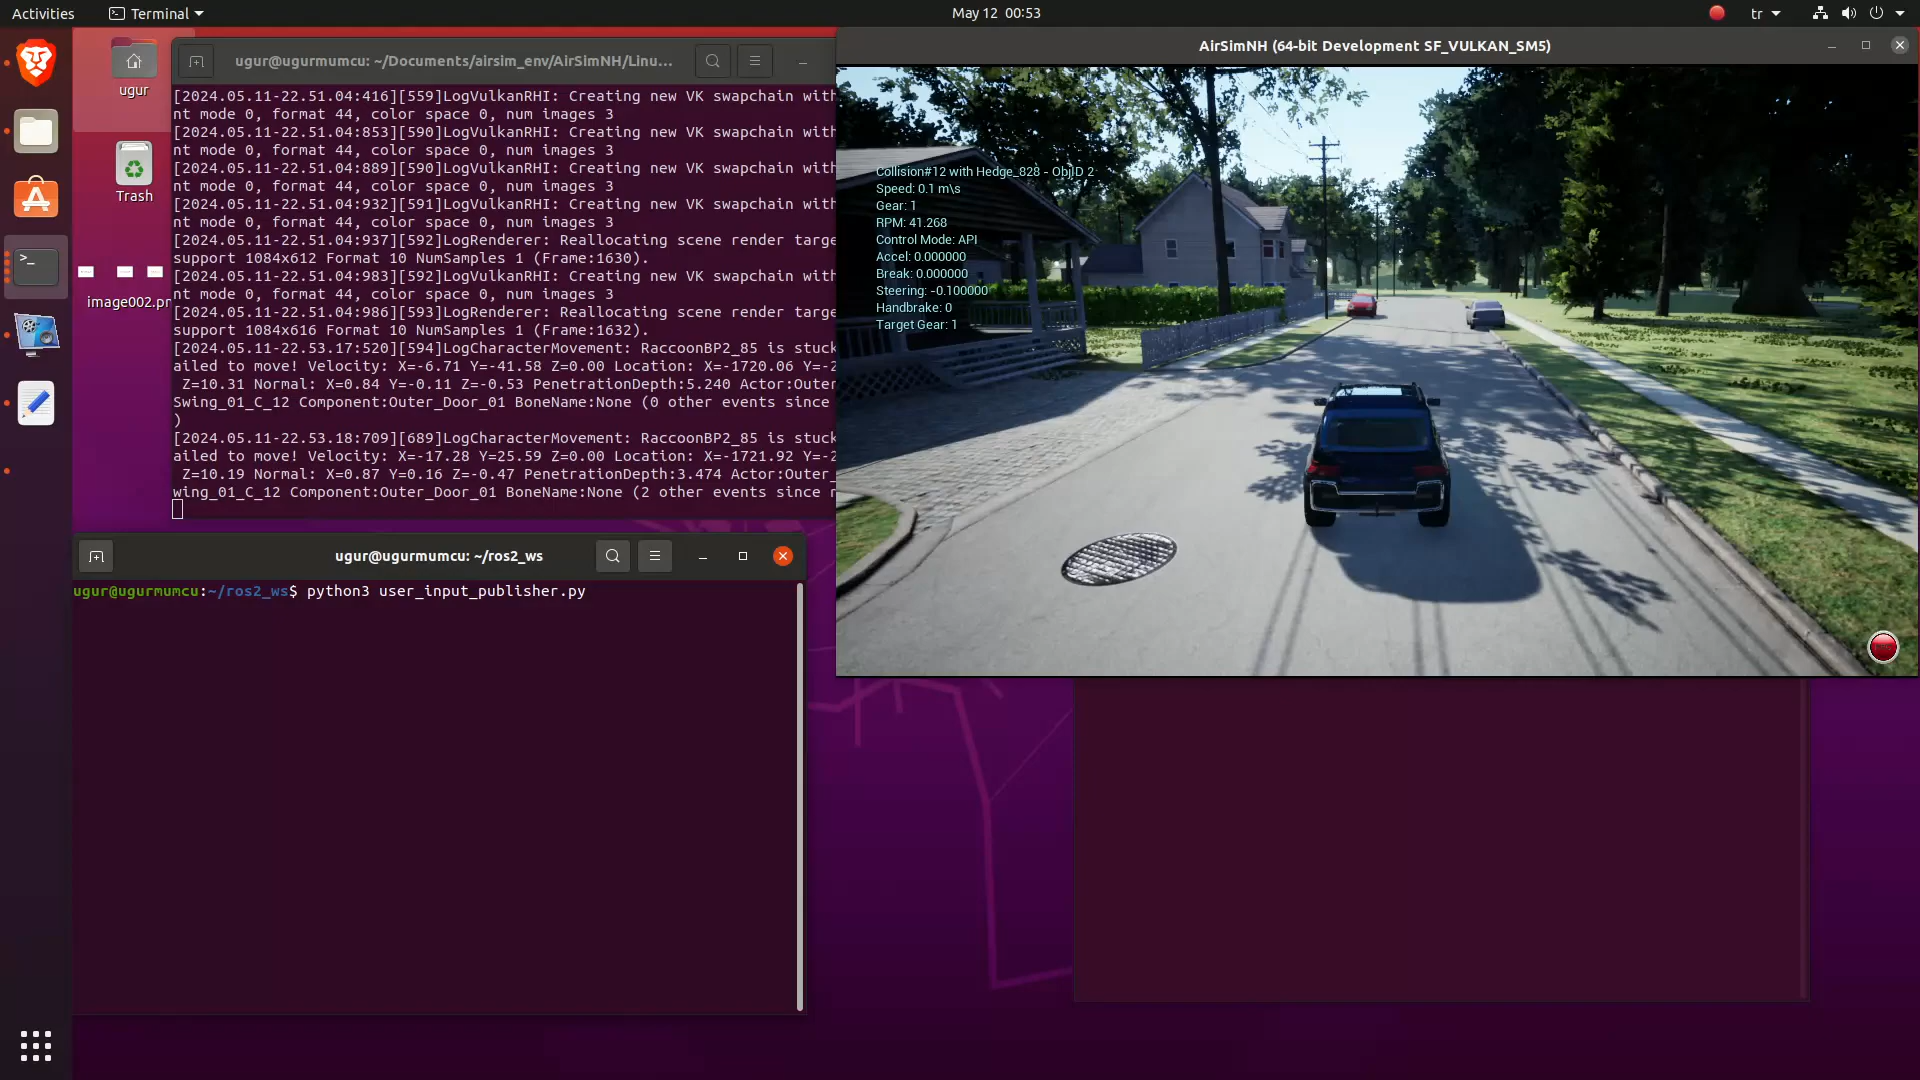 Activities
Terminal
May 12 00:53
tr
ugur
Trash
image002.pr
ugur@ugurmumcu: ~/Documents/airsim_env/AirSimNH/Linu...
[2024.05.11-22.51.04:416][559]LogVulkanRHI: Creating new VK swapchain with
nt mode 0, format 44, color space 0, num images 3
[2024.05.11-22.51.04:853][590]LogVulkanRHI: Creating new VK swapchain with
nt mode 0, format 44, color space 0, num images 3
[2024.05.11-22.51.04:889][590]LogVulkanRHI: Creating new VK swapchain with
nt mode 0, format 44, color space 0, num images 3
[2024.05.11-22.51.04:932][591]LogVulkanRHI: Creating new VK swapchain with
nt mode 0, format 44, color space 0, num images 3
[2024.05.11-22.51.04:937][592]LogRenderer: Reallocating scene render targe
support 1084x612 Format 10 NumSamples 1 (Frame:1630).
[2024.05.11-22.51.04:983][592]LogVulkanRHI: Creating new VK swapchain with
nt mode 0, format 44, color space 0, num images 3
[2024.05.11-22.51.04:986][593]LogRenderer: Reallocating scene render targe
support 1084x616 Format 10 NumSamples 1 (Frame:1632).
[2024.05.11-22.53.17:520][594]LogCharacterMovement: RaccoonBP2_85 is stuck
ailed to move! Velocity: X=-6.71 Y=-41.58 Z=0.00 Location: X=-1720.06 Y=-2
Z=10.31 Normal: X=0.84 Y=-0.11 Z=-0.53 PenetrationDepth:5.240 Actor:Outer
Swing_01_C_12 Component:Outer_Door_01 BoneName:None (0 other events since
)
[2024.05.11-22.53.18:709][689]LogCharacterMovement: RaccoonBP2_85 is stuck
ailed to move! Velocity: X=-17.28 Y=25.59 Z=0.00 Location: X=-1721.92 Y=-2
Z=10.19 Normal: X=0.87 Y=0.16 Z=-0.47 PenetrationDepth:3.474 Actor:Outer_
wing_01_C_12 Component:Outer_Door_01 BoneName:None (2 other events since n
AirSimNH (64-bit Development SF_VULKAN_SM5)
Collision#12 with Hedge_828 - ObjID 2
Speed: 0.1 m\s
Gear: 1
RPM: 41.268
Control Mode: API
Accel: 0.000000
Break: 0.000000
Steering: -0.100000
Handbrake: 0
Target Gear: 1
ugur@ugurmumcu: ~/ros2_ws
ugur@ugurmumcu:~/ros2_ws$ python3 user_input_publisher.py